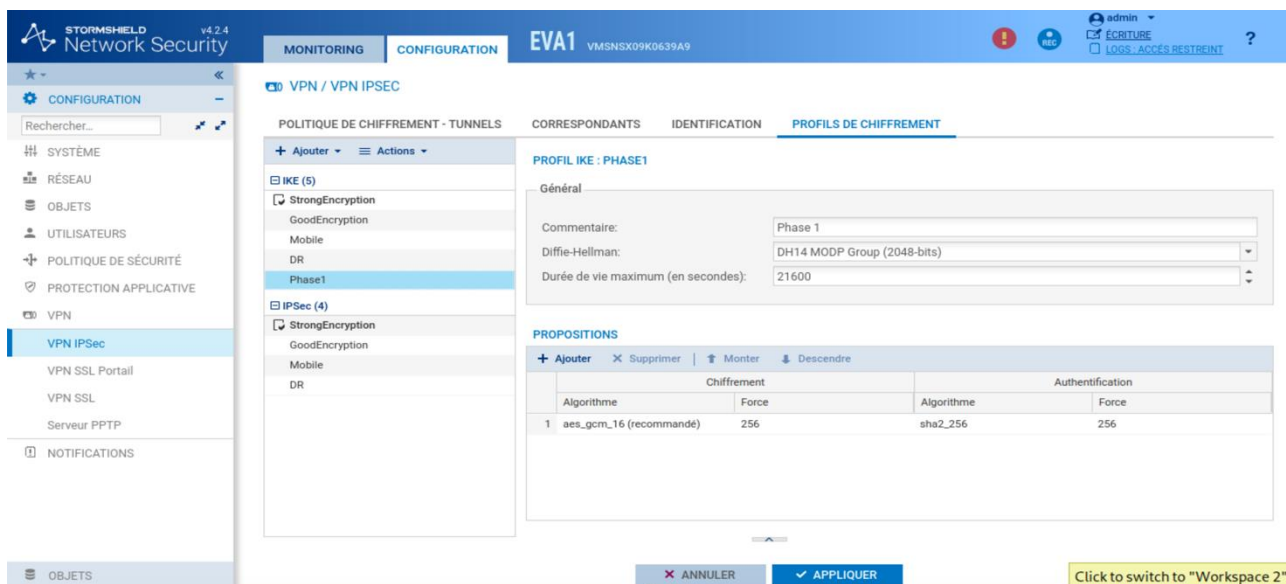 STORMSHIELD v4.2.4
Network Security
MONITORING CONFIGURATION EVA1 VMSNSX09K0639A9
REC
admin
ÉCRITURE
LOGS : ACCÈS RESTREINT
?
CONFIGURATION
Rechercher...
SYSTÈME
RÉSEAU
OBJETS
UTILISATEURS
POLITIQUE DE SÉCURITÉ
PROTECTION APPLICATIVE
VPN
VPN IPSec
VPN SSL Portail
VPN SSL
Serveur PPTP
NOTIFICATIONS
OBJETS
VPN / VPN IPSEC
POLITIQUE DE CHIFFREMENT - TUNNELS CORRESPONDANTS IDENTIFICATION PROFILS DE CHIFFREMENT
+ Ajouter Actions
IKE (5)
StrongEncryption
GoodEncryption
Mobile
DR
Phase1
IPSec (4)
StrongEncryption
GoodEncryption
Mobile
DR
PROFIL IKE : PHASE1
Général
Commentaire: Phase 1
Diffie-Hellman: DH14 MODP Group (2048-bits)
Durée de vie maximum (en secondes): 21600
PROPOSITIONS
+ Ajouter Supprimer | Monter Descendre
Chiffrement Authentification
Algorithme Force Algorithme Force
1 aes_gcm_16 (recommandé) 256 sha2_256 256
ANNULER APPLIQUER
Click to switch to "Workspace 2"